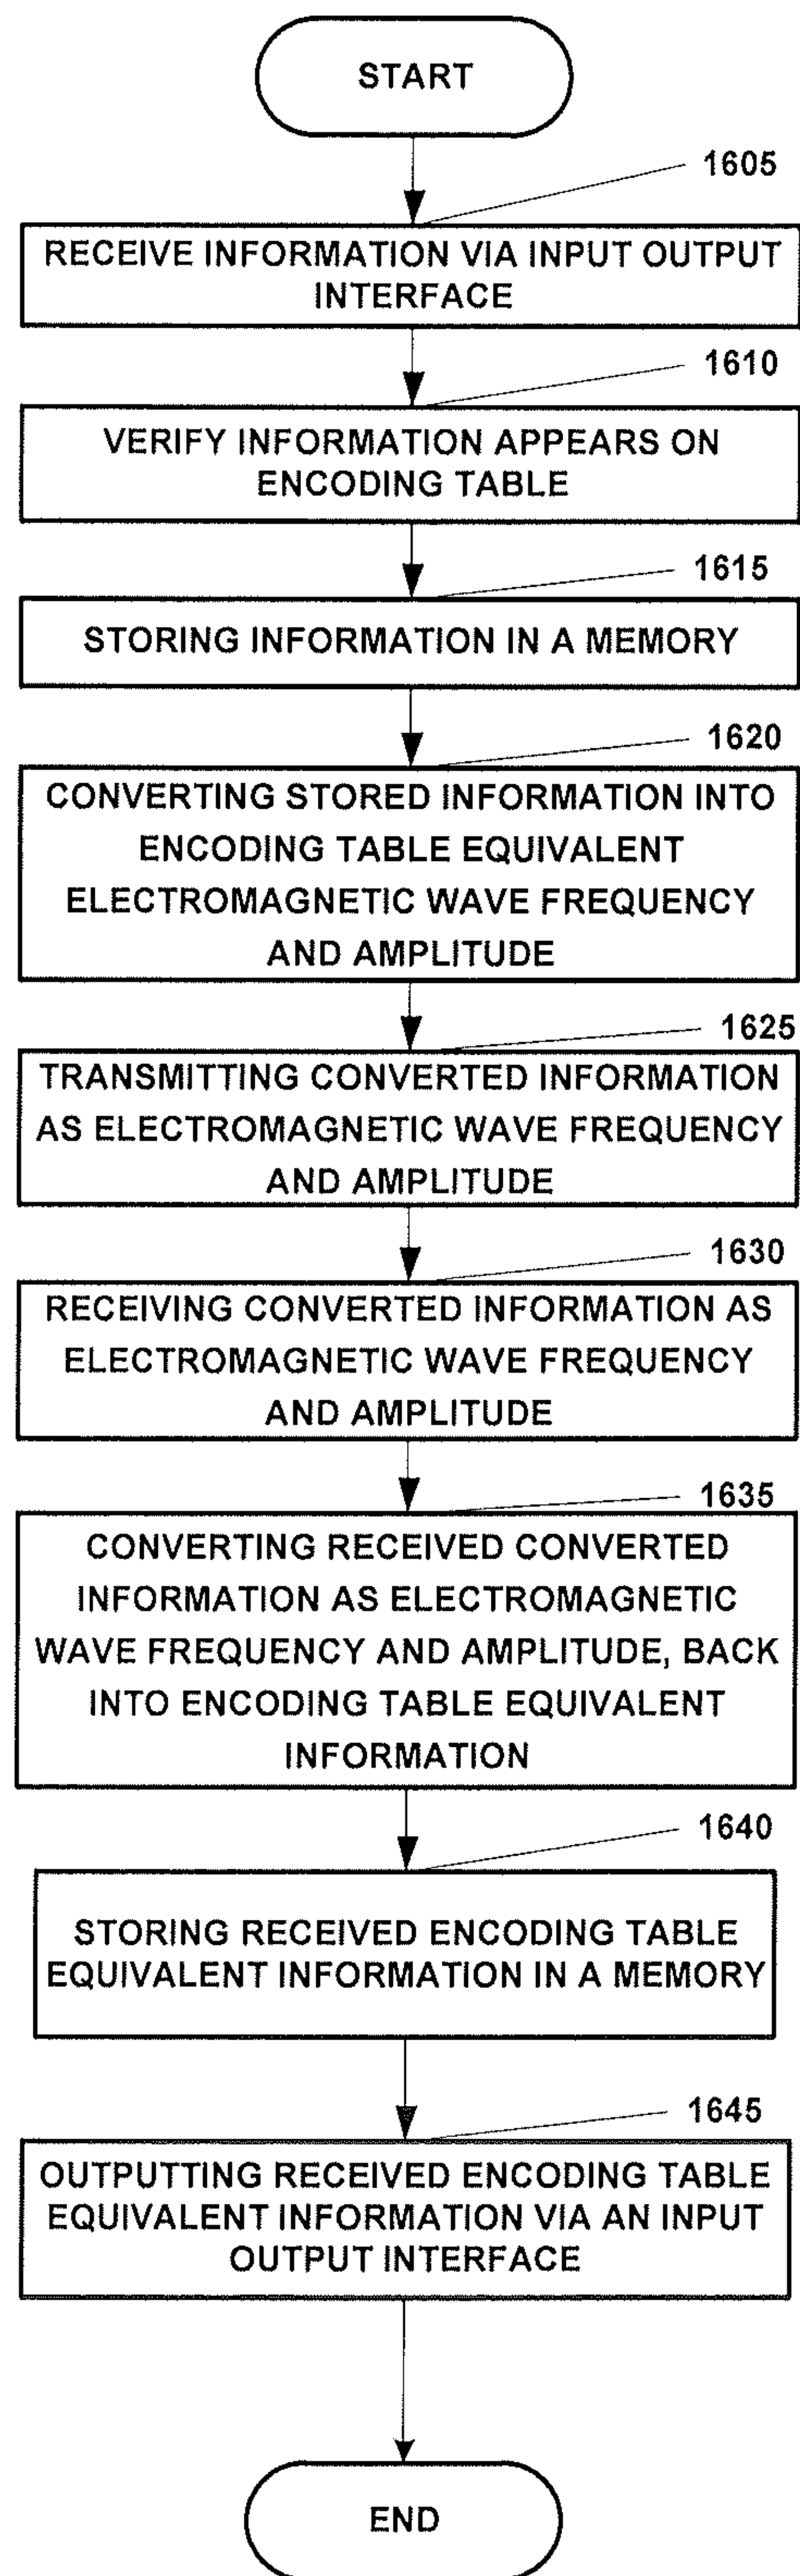 START
1605
RECEIVE INFORMATION VIA INPUT OUTPUT
INTERFACE
1610
VERIFY INFORMATION APPEARS ON
ENCODING TABLE
1615
STORING INFORMATION IN A MEMORY
1620
CONVERTING STORED INFORMATION INTO
ENCODING TABLE EQUIVALENT
ELECTROMAGNETIC WAVE FREQUENCY
AND AMPLITUDE
1625
TRANSMITTING CONVERTED INFORMATION
AS ELECTROMAGNETIC WAVE FREQUENCY
AND AMPLITUDE
1630
RECEIVING CONVERTED INFORMATION AS
ELECTROMAGNETIC WAVE FREQUENCY
AND AMPLITUDE
1635
CONVERTING RECEIVED CONVERTED
INFORMATION AS ELECTROMAGNETIC
WAVE FREQUENCY AND AMPLITUDE, BACK
INTO ENCODING TABLE EQUIVALENT
INFORMATION
1640
STORING RECEIVED ENCODING TABLE
EQUIVALENT INFORMATION IN A MEMORY
1645
OUTPUTTING RECEIVED ENCODING TABLE
EQUIVALENT INFORMATION VIA AN INPUT
OUTPUT INTERFACE
END